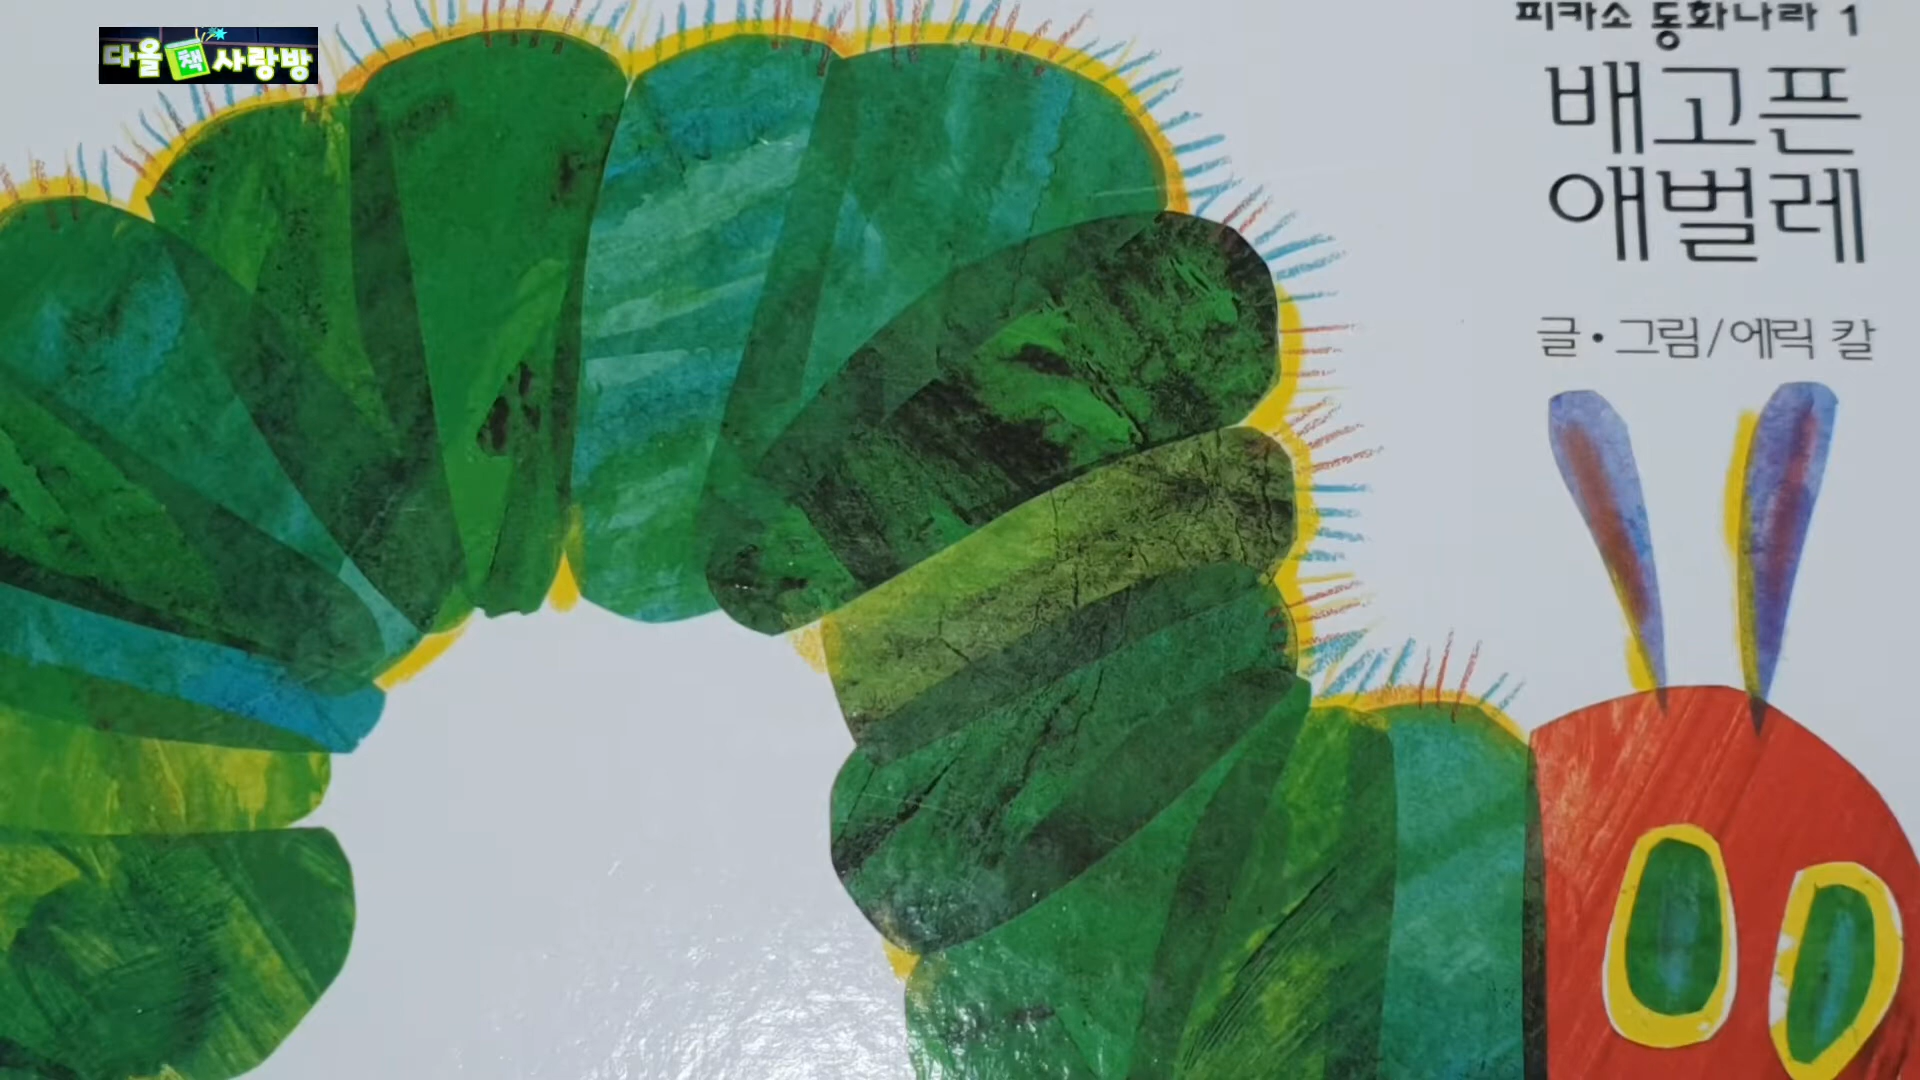 다올 책 사랑방
피카소 동화나라 1
배고픈
애벌레
글·그림/에릭 칼